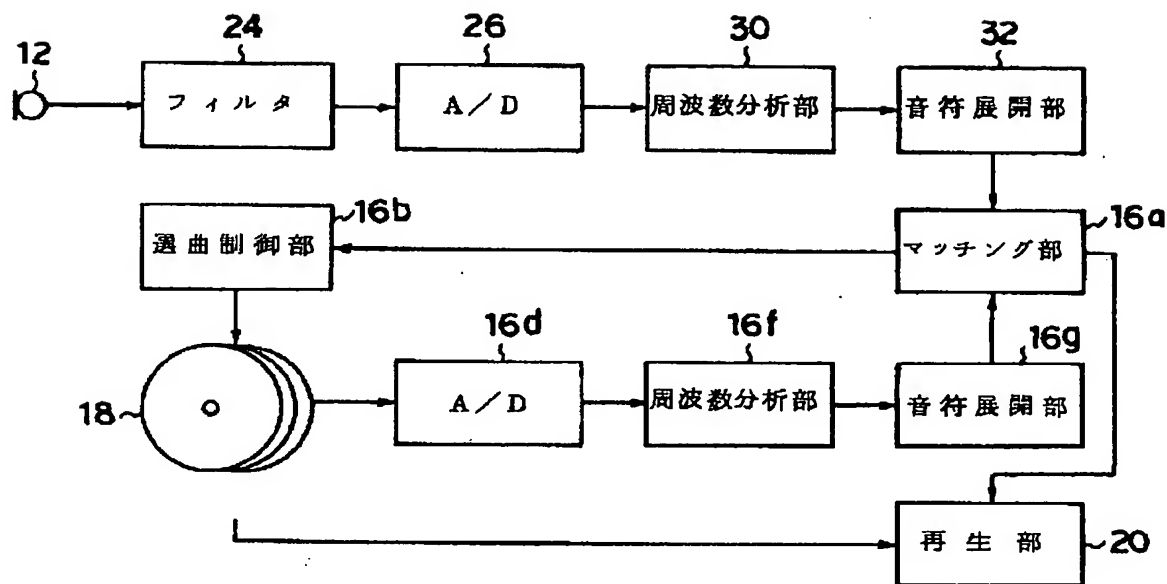 12
24
26
30
32
フィルタ
A/D
周波数分析部
音符展開部
16b
選曲制御部
16a
マッチング部
18
16d
16f
16g
A/D
周波数分析部
音符展開部
再生部
20